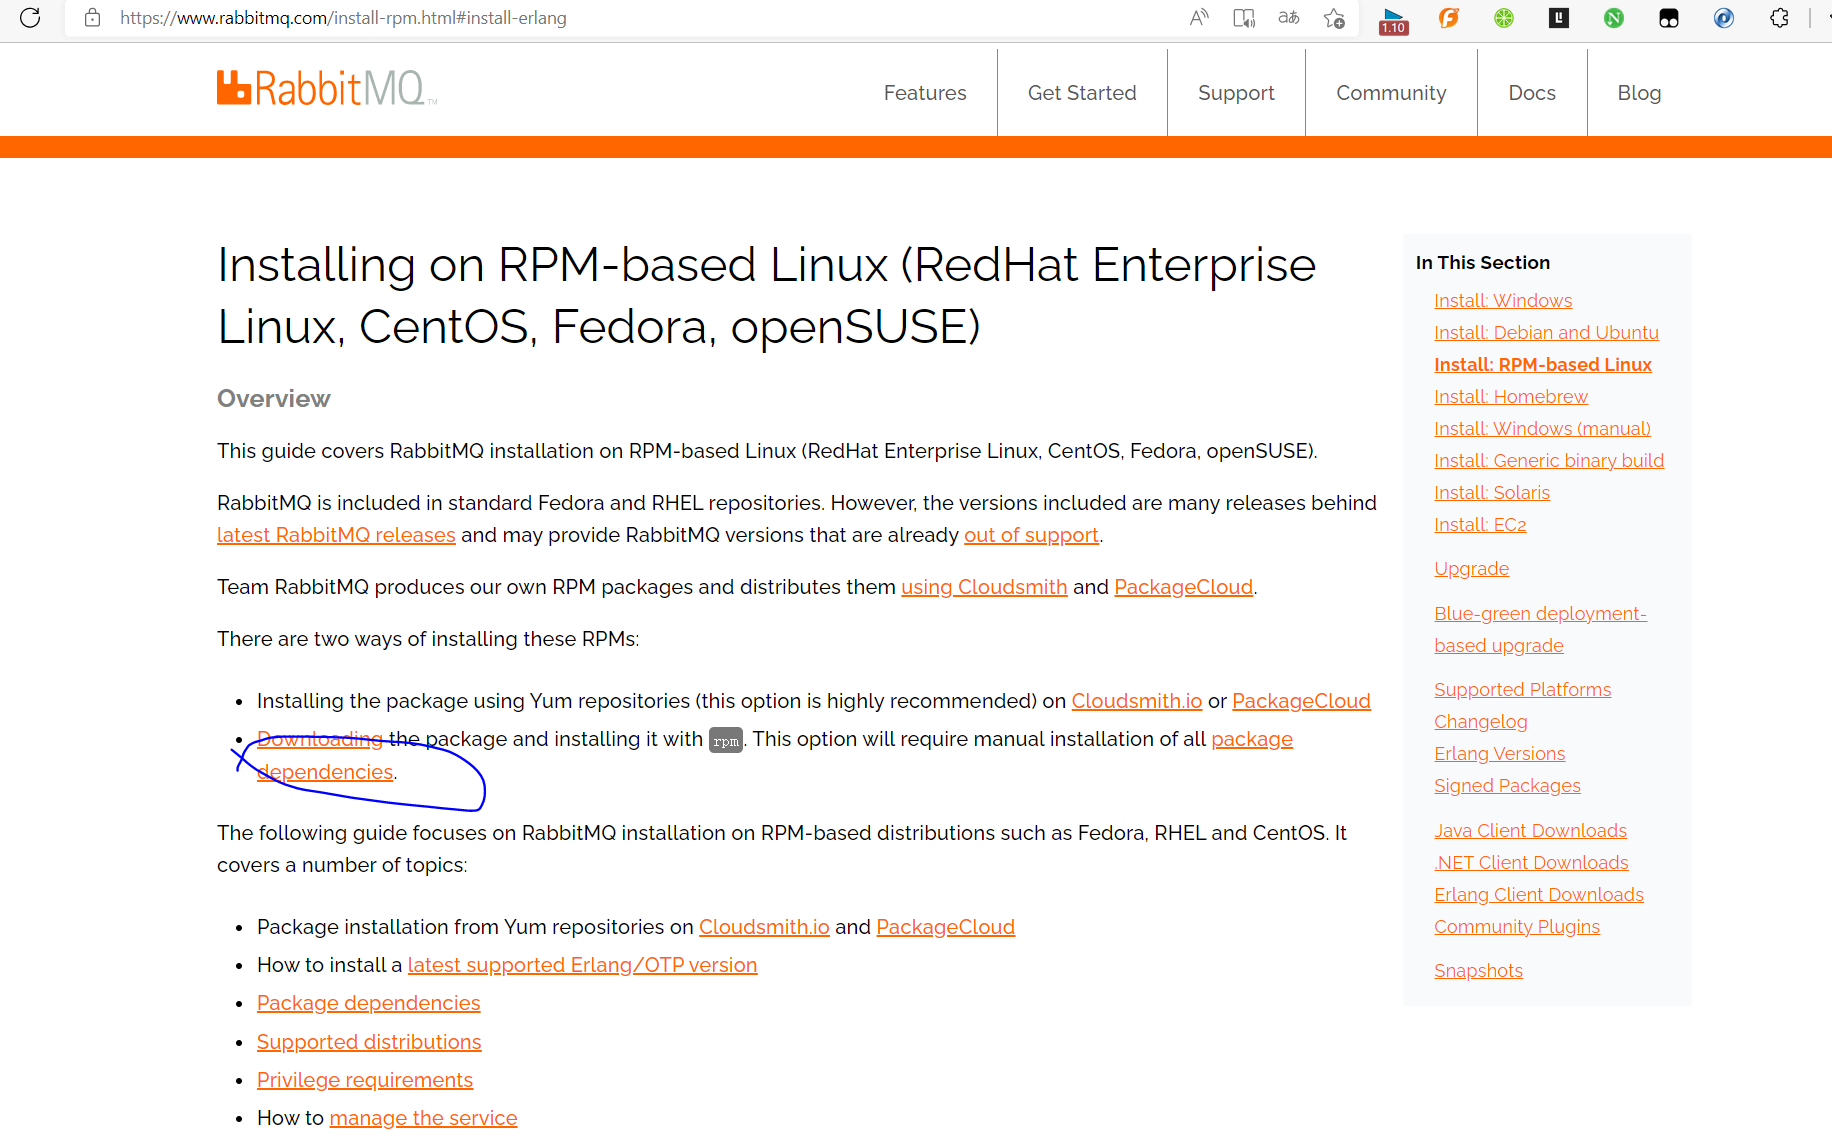 https://www.rabbitmq.com/install-rpm.html#install-erlang
1.10
RabbitMQ™
Features
Get Started
Support
Community
Docs
Blog
Installing on RPM-based Linux (RedHat Enterprise
Linux, CentOS, Fedora, openSUSE)
Overview
This guide covers RabbitMQ installation on RPM-based Linux (RedHat Enterprise Linux, CentOS, Fedora, openSUSE).
RabbitMQ is included in standard Fedora and RHEL repositories. However, the versions included are many releases behind
latest RabbitMQ releases and may provide RabbitMQ versions that are already out of support.
Team RabbitMQ produces our own RPM packages and distributes them using Cloudsmith and PackageCloud.
There are two ways of installing these RPMs:
• Installing the package using Yum repositories (this option is highly recommended) on Cloudsmith.io or PackageCloud
• Downloading the package and installing it with rpm. This option will require manual installation of all package
dependencies.
The following guide focuses on RabbitMQ installation on RPM-based distributions such as Fedora, RHEL and CentOS. It
covers a number of topics:
• Package installation from Yum repositories on Cloudsmith.io and PackageCloud
• How to install a latest supported Erlang/OTP version
• Package dependencies
• Supported distributions
• Privilege requirements
• How to manage the service
In This Section
Install: Windows
Install: Debian and Ubuntu
Install: RPM-based Linux
Install: Homebrew
Install: Windows (manual)
Install: Generic binary build
Install: Solaris
Install: EC2
Upgrade
Blue-green deployment-
based upgrade
Supported Platforms
Changelog
Erlang Versions
Signed Packages
Java Client Downloads
.NET Client Downloads
Erlang Client Downloads
Community Plugins
Snapshots